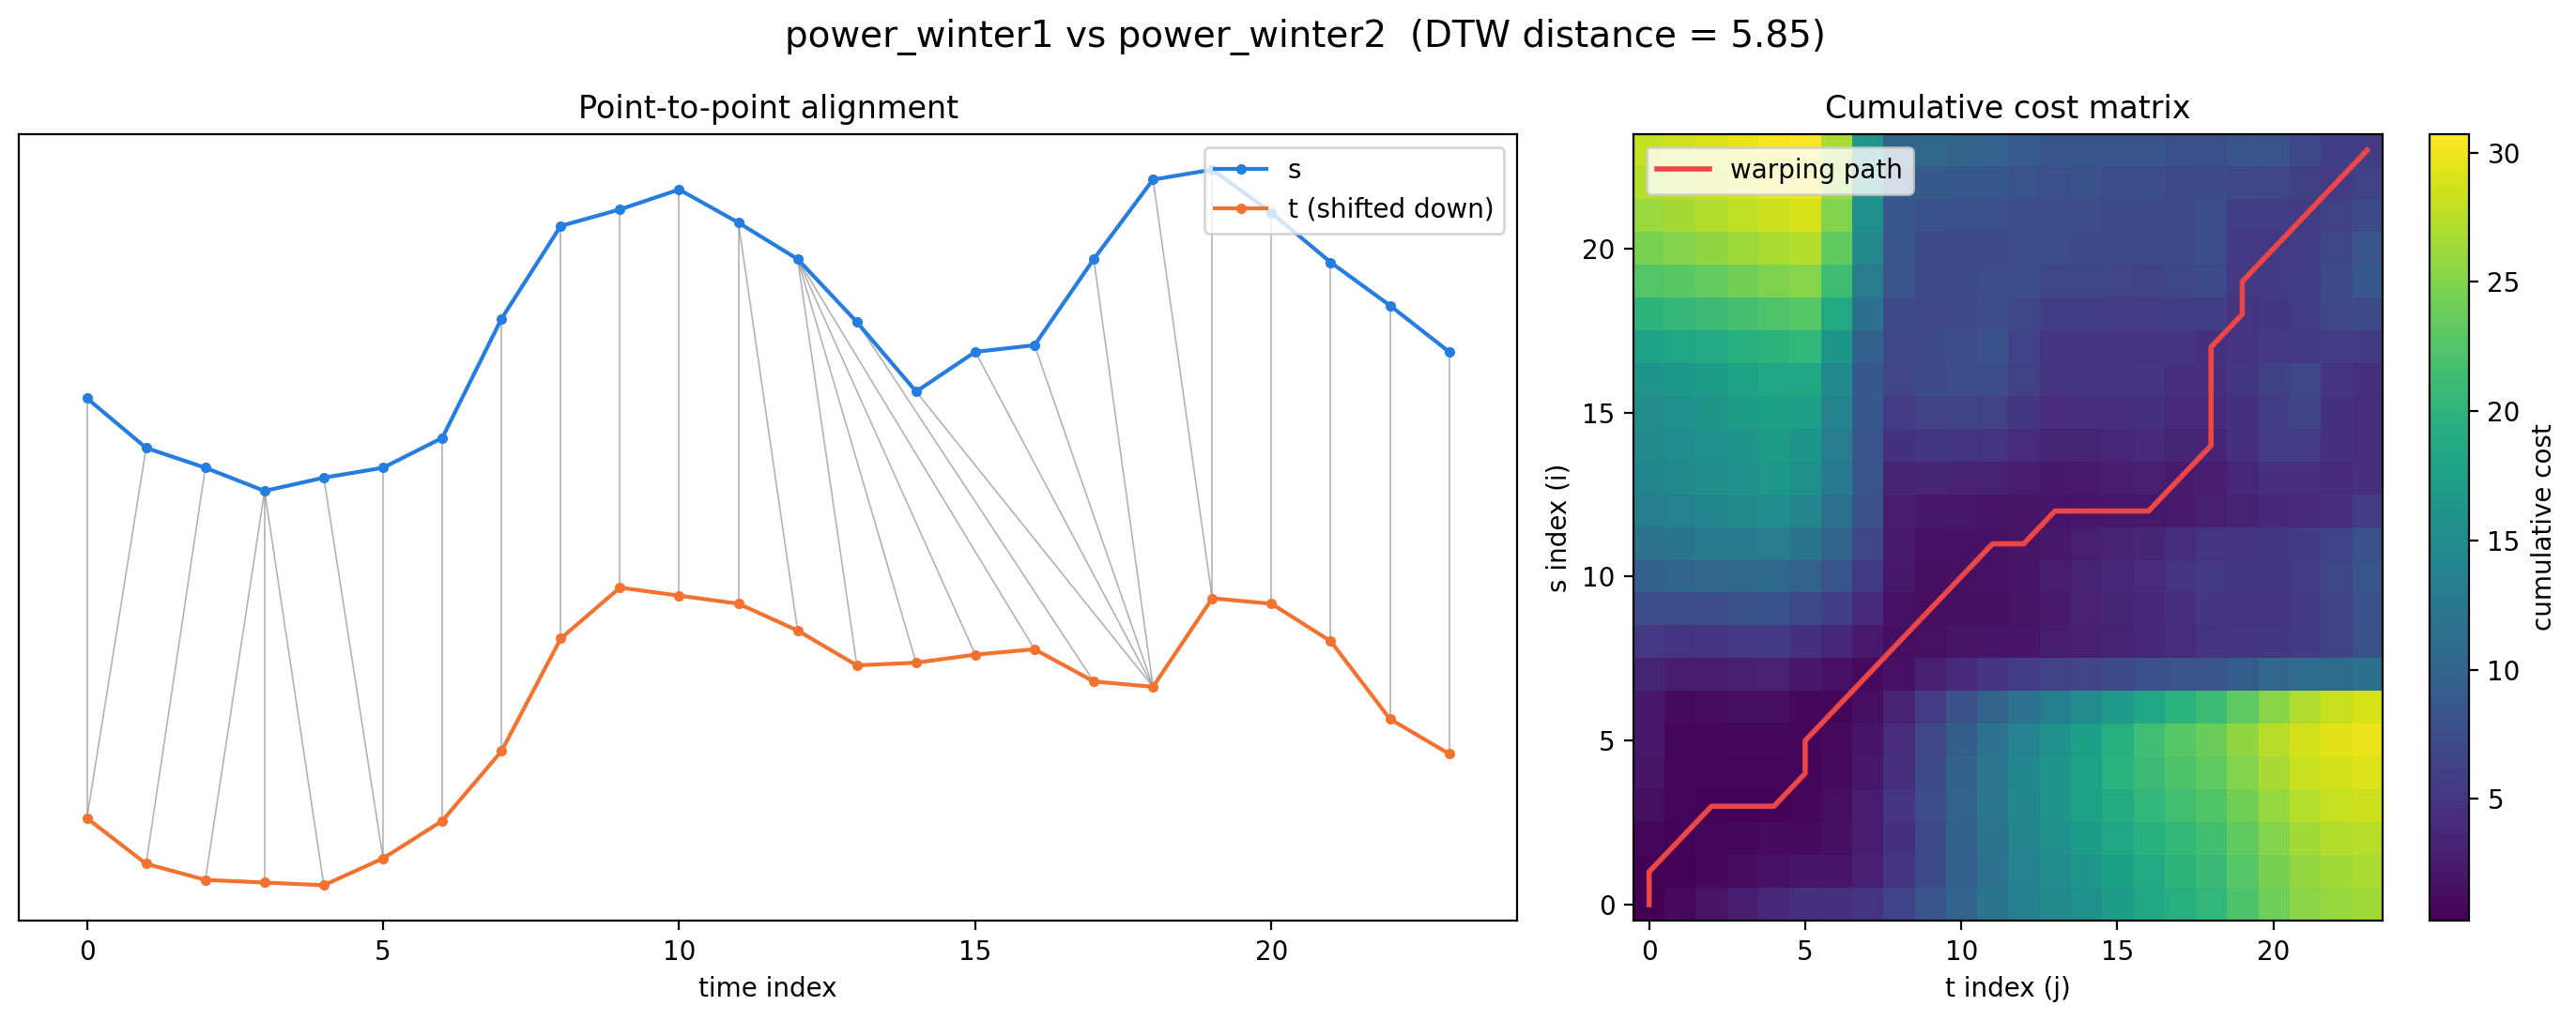 power_winter1 vs power_winter2  (DTW distance = 5.85)
Point-to-point alignment
s
t (shifted down)
0 5 10 15 20
time index
Cumulative cost matrix
warping path
20
15
10
5
0
s index (i)
0 5 10 15 20
t index (j)
30
25
20
15
10
5
cumulative cost